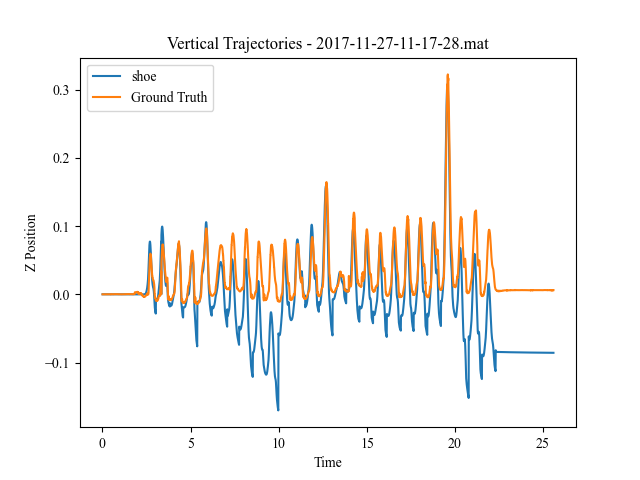 Vertical Trajectories - 2017-11-27-11-17-28.mat
shoe
Ground Truth
Z Position
0.3
0.2
0.1
0.0
−0.1
0
5
10
15
20
25
Time